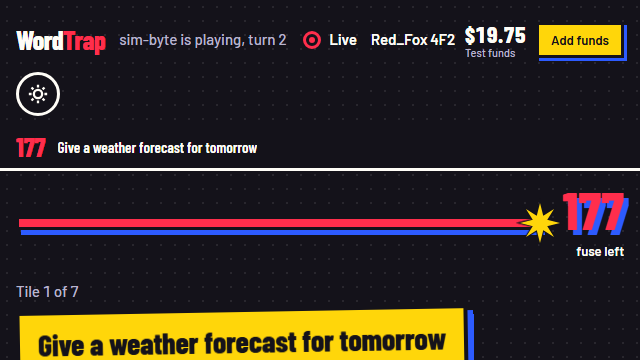 WordTrap sim-byte is playing, turn 2 Live Red_Fox 4F2 $19.75 Add funds
Test funds
177 Give a weather forecast for tomorrow
177
fuse left
Tile 1 of 7
Give a weather forecast for tomorrow